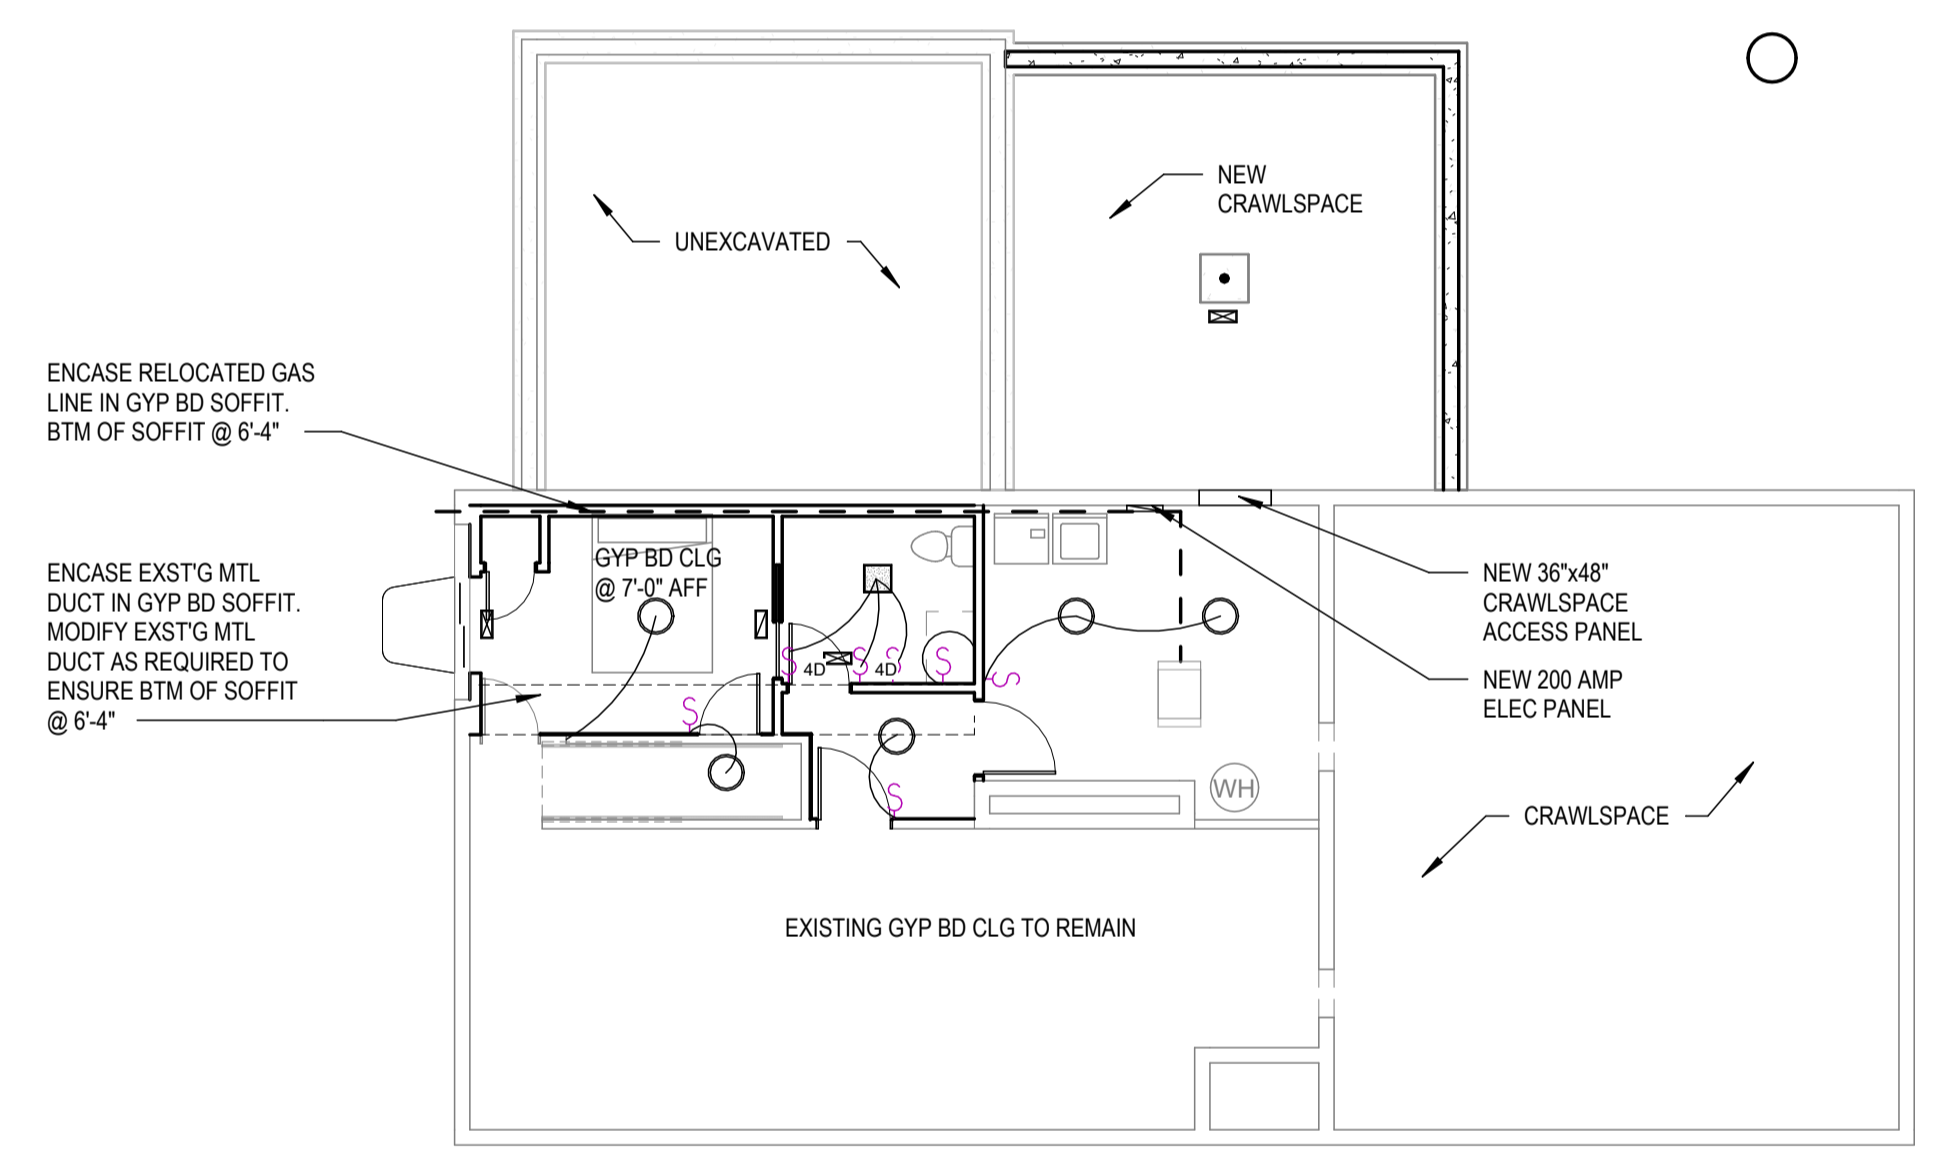 NEW
CRAWLSPACE
UNEXCAVATED
ENCASE RELOCATED GAS
LINE IN GYP BD SOFFIT.
BTM OF SOFFIT @ 6'-4"
GYP BD CLG
@ 7'-0" AFF
ENCASE EXST'G MTL
DUCT IN GYP BD SOFFIT.
MODIFY EXST'G MTL
DUCT AS REQUIRED TO
ENSURE BTM OF SOFFIT
@ 6'-4"
NEW 36"x48"
CRAWLSPACE
ACCESS PANEL
NEW 200 AMP
ELEC PANEL
S 4D S 4D S S
S
S
S
WH
CRAWLSPACE
EXISTING GYP BD CLG TO REMAIN